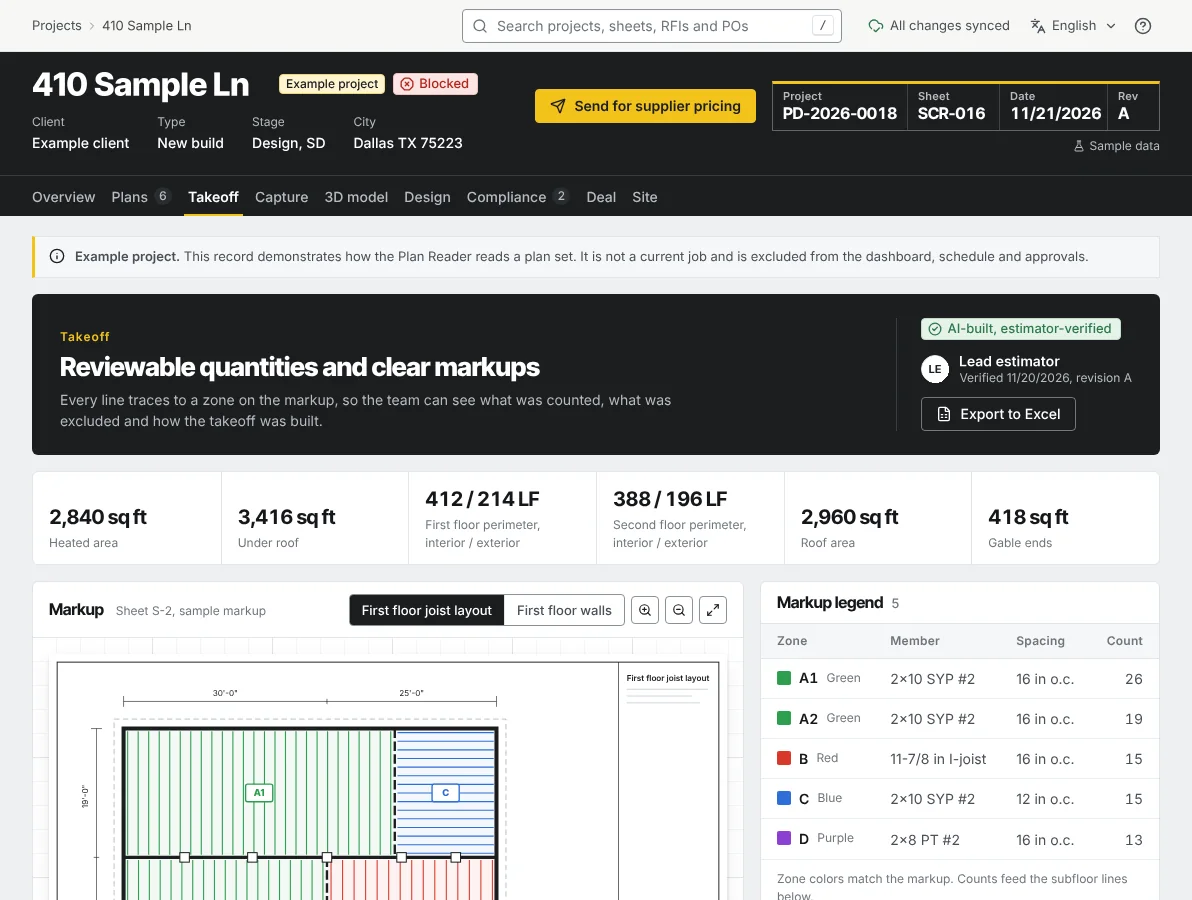 Projects > 410 Sample Ln
Search projects, sheets, RFIs and POs /
All changes synced
English
410 Sample Ln
Example project
Blocked
Client
Example client
Type
New build
Stage
Design, SD
City
Dallas TX 75223
Send for supplier pricing
Project
PD-2026-0018
Sheet
SCR-016
Date
11/21/2026
Rev
A
Sample data
Overview Plans 6 Takeoff Capture 3D model Design Compliance 2 Deal Site
Example project. This record demonstrates how the Plan Reader reads a plan set. It is not a current job and is excluded from the dashboard, schedule and approvals.
Takeoff
Reviewable quantities and clear markups
Every line traces to a zone on the markup, so the team can see what was counted, what was
excluded and how the takeoff was built.
AI-built, estimator-verified
LE
Lead estimator
Verified 11/20/2026, revision A
Export to Excel
2,840 sq ft
Heated area
3,416 sq ft
Under roof
412 / 214 LF
First floor perimeter,
interior / exterior
388 / 196 LF
Second floor perimeter,
interior / exterior
2,960 sq ft
Roof area
418 sq ft
Gable ends
Markup Sheet S-2, sample markup
First floor joist layout
First floor walls
First floor joist layout
30'-0"
25'-0"
19'-0"
A1
C
Markup legend 5
Zone Member Spacing Count
A1 Green 2×10 SYP #2 16 in o.c. 26
A2 Green 2×10 SYP #2 16 in o.c. 19
B Red 11-7/8 in I-joist 16 in o.c. 15
C Blue 2×10 SYP #2 12 in o.c. 15
D Purple 2×8 PT #2 16 in o.c. 13
Zone colors match the markup. Counts feed the subfloor lines
below.